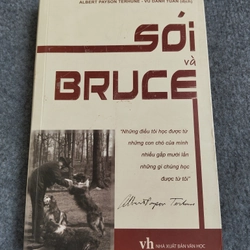 ALBERT PAYSON TERHUNE - VŨ DANH TUẤN (dịch)
SÓI
và
BRUCE
"Những điều tôi học được từ
những con chó của mình
nhiều gấp mười lần
những gì chúng học
được từ tôi"
Albert Payson Terhune
vh NHÀ XUẤT BẢN VĂN HỌC